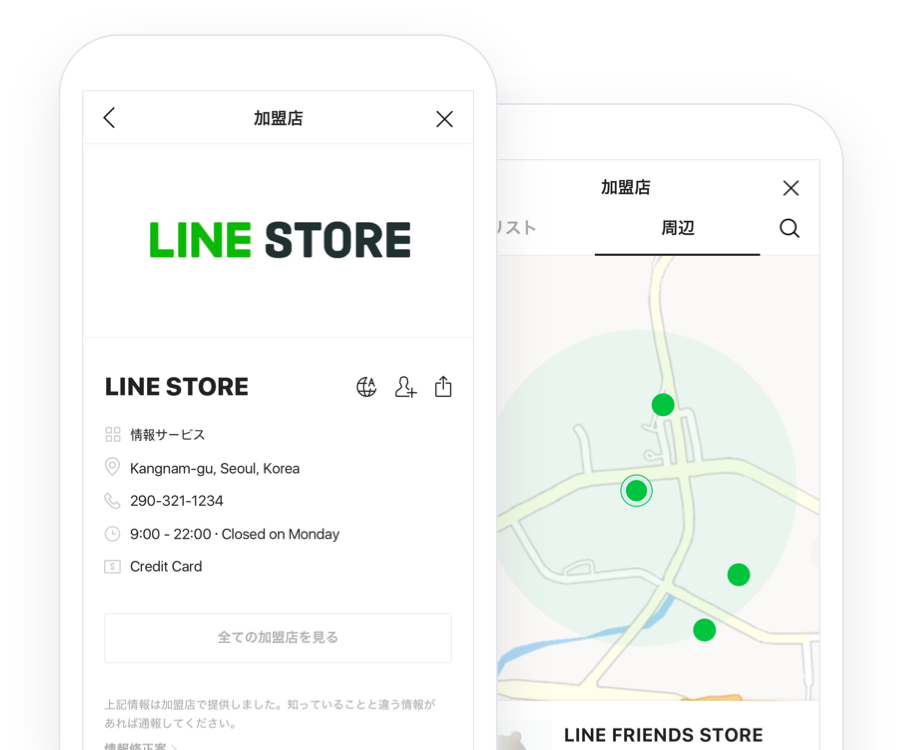 加盟店
LINE STORE
LINE STORE
情報サービス
Kangnam-gu, Seoul, Korea
290-321-1234
9:00 - 22:00 · Closed on Monday
Credit Card
全ての加盟店を見る
上記情報は加盟店で提供しました。知っていることと違う情報が
あれば通報してください。
情報修正案
加盟店
リスト 周辺
LINE FRIENDS STORE